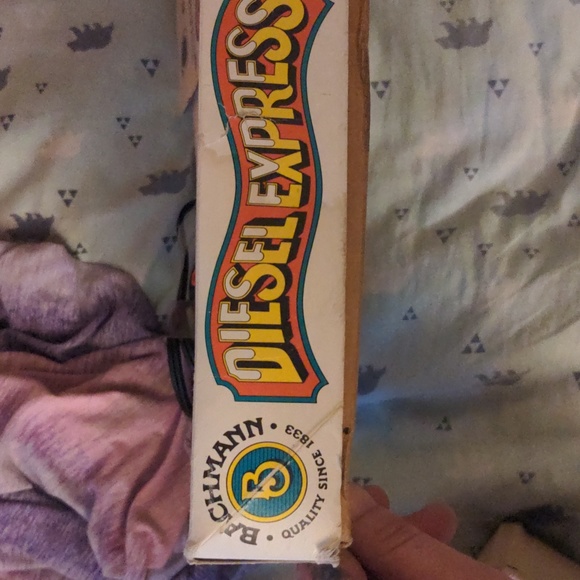 DIESEL EXPRESS
BACHMANN
B
• QUALITY SINCE 1833 •